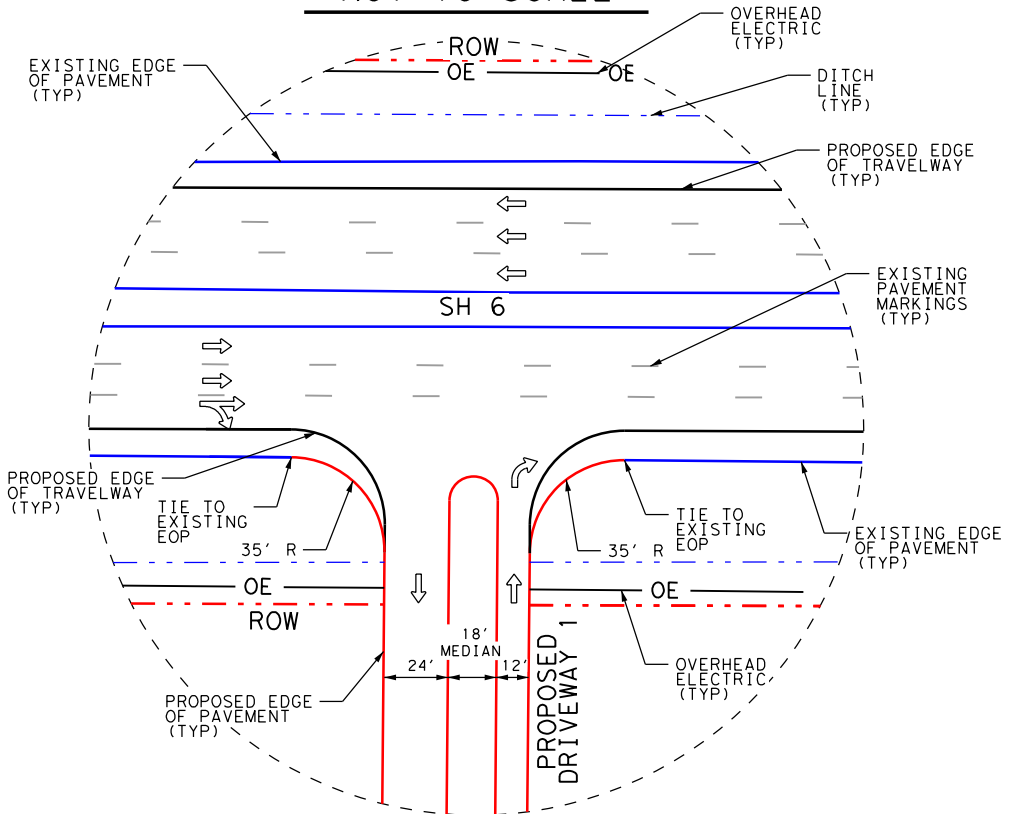 NOT TO SCALE
OVERHEAD
ELECTRIC
(TYP)
ROW
OE
OE
EXISTING EDGE
OF PAVEMENT
(TYP)
DITCH
LINE
(TYP)
PROPOSED EDGE
OF TRAVELWAY
(TYP)
EXISTING
PAVEMENT
MARKINGS
(TYP)
SH 6
PROPOSED EDGE
OF TRAVELWAY
(TYP)
TIE TO
EXISTING
EOP
35' R
TIE TO
EXISTING
EOP
35' R
EXISTING EDGE
OF PAVEMENT
(TYP)
OE
OE
ROW
18'
MEDIAN
24'
12'
PROPOSED
DRIVEWAY 1
OVERHEAD
ELECTRIC
(TYP)
PROPOSED EDGE
OF PAVEMENT
(TYP)